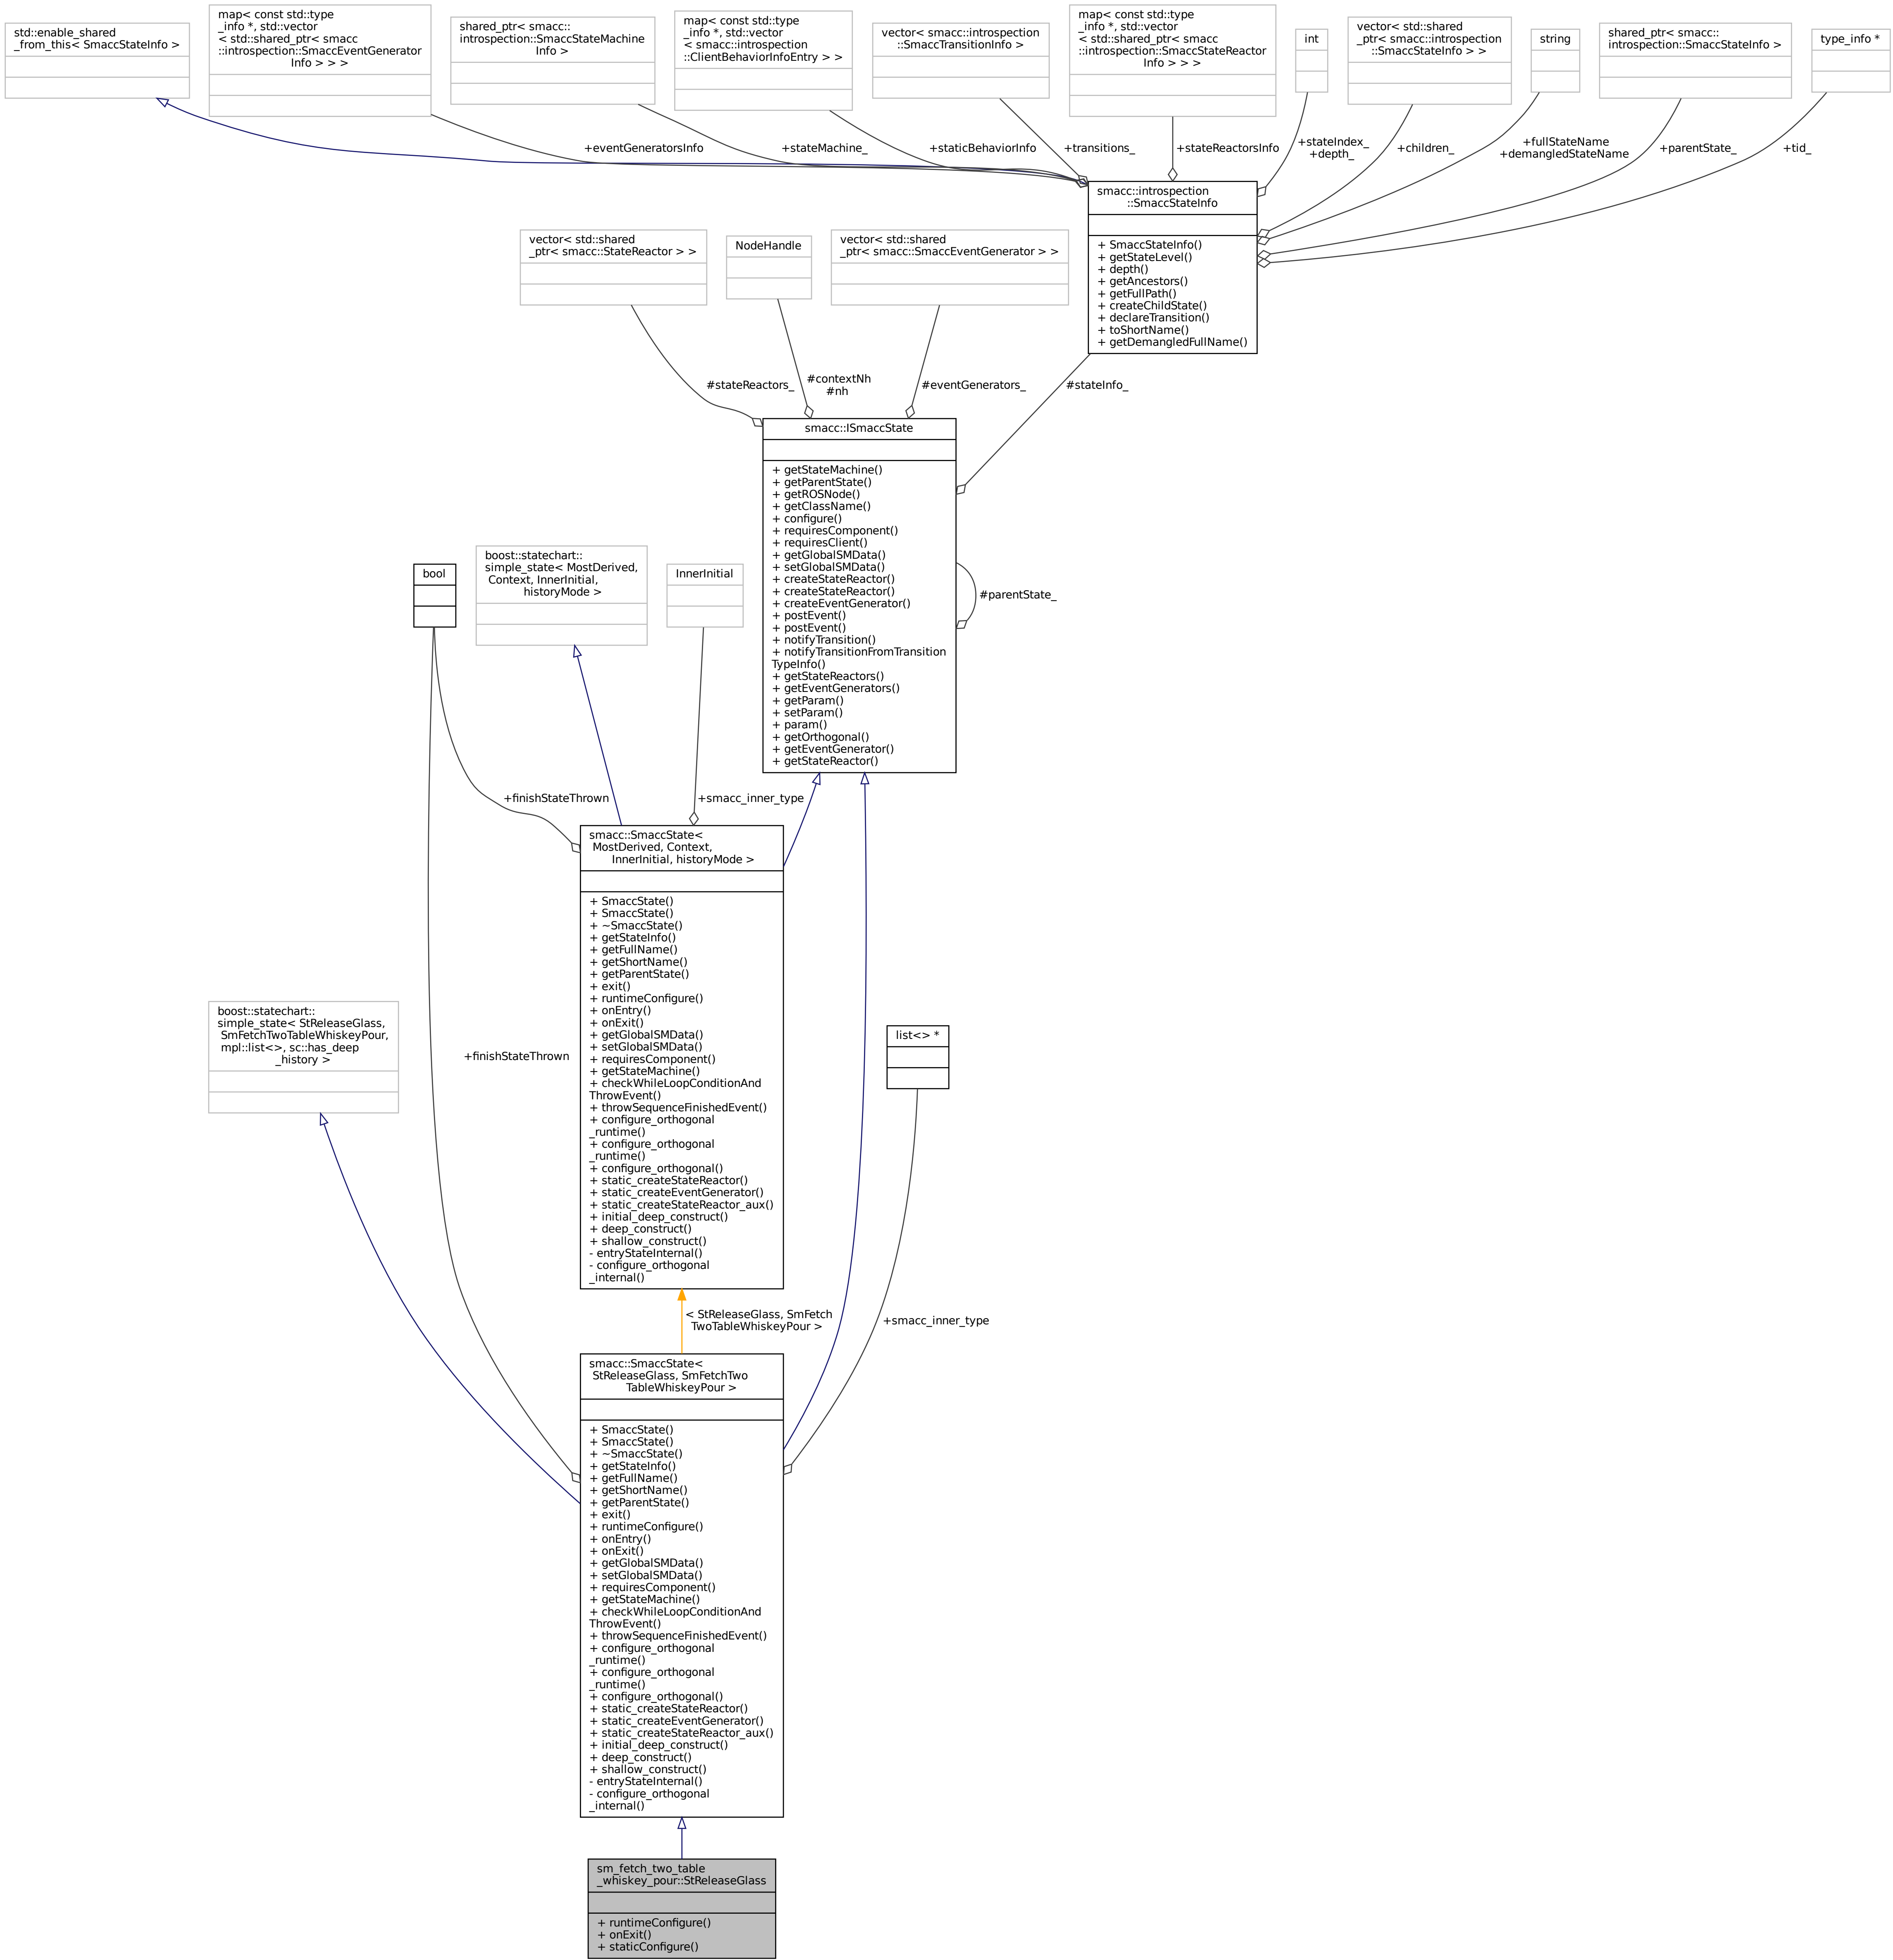 std::enable_shared
_from_this< SmaccStateInfo >
map< const std::type
_info *, std::vector
< std::shared_ptr< smacc
::introspection::SmaccEventGenerator
Info > > >
shared_ptr< smacc::
introspection::SmaccStateMachine
Info >
map< const std::type
_info *, std::vector
< smacc::introspection
::ClientBehaviorInfoEntry > >
vector< smacc::introspection
::SmaccTransitionInfo >
map< const std::type
_info *, std::vector
< std::shared_ptr< smacc
::introspection::SmaccStateReactor
Info > > >
int
vector< std::shared
_ptr< smacc::introspection
::SmaccStateInfo > >
string
shared_ptr< smacc::
introspection::SmaccStateInfo >
type_info *
+eventGeneratorsInfo
+stateMachine_
+staticBehaviorInfo
+transitions_
+stateReactorsInfo
+stateIndex_
+depth_
+children_
+fullStateName
+demangledStateName
+parentState_
+tid_
smacc::introspection
::SmaccStateInfo
+ SmaccStateInfo()
+ getStateLevel()
+ depth()
+ getAncestors()
+ getFullPath()
+ createChildState()
+ declareTransition()
+ toShortName()
+ getDemangledFullName()
vector< std::shared
_ptr< smacc::StateReactor > >
NodeHandle
vector< std::shared
_ptr< smacc::SmaccEventGenerator > >
#stateReactors_
#contextNh
#nh
#eventGenerators_
#stateInfo_
smacc::ISmaccState
+ getStateMachine()
+ getParentState()
+ getROSNode()
+ getClassName()
+ configure()
+ requiresComponent()
+ requiresClient()
+ getGlobalSMData()
+ setGlobalSMData()
+ createStateReactor()
+ createStateReactor()
+ createEventGenerator()
+ postEvent()
+ postEvent()
+ notifyTransition()
+ notifyTransitionFromTransition
TypeInfo()
+ getStateReactors()
+ getEventGenerators()
+ getParam()
+ setParam()
+ param()
+ getOrthogonal()
+ getEventGenerator()
+ getStateReactor()
#parentState_
bool
boost::statechart::
simple_state< MostDerived,
Context, InnerInitial,
historyMode >
InnerInitial
+finishStateThrown
+smacc_inner_type
smacc::SmaccState<
MostDerived, Context,
InnerInitial, historyMode >
+ SmaccState()
+ SmaccState()
+ ~SmaccState()
+ getStateInfo()
+ getFullName()
+ getShortName()
+ getParentState()
+ exit()
+ runtimeConfigure()
+ onEntry()
+ onExit()
+ getGlobalSMData()
+ setGlobalSMData()
+ requiresComponent()
+ getStateMachine()
+ checkWhileLoopConditionAnd
ThrowEvent()
+ throwSequenceFinishedEvent()
+ configure_orthogonal
_runtime()
+ configure_orthogonal
_runtime()
+ configure_orthogonal()
+ static_createStateReactor()
+ static_createEventGenerator()
+ static_createStateReactor_aux()
+ initial_deep_construct()
+ deep_construct()
+ shallow_construct()
- entryStateInternal()
- configure_orthogonal
_internal()
boost::statechart::
simple_state< StReleaseGlass,
SmFetchTwoTableWhiskeyPour,
mpl::list<>, sc::has_deep
_history >
+finishStateThrown
list<> *
< StReleaseGlass, SmFetch
TwoTableWhiskeyPour >
+smacc_inner_type
smacc::SmaccState<
StReleaseGlass, SmFetchTwo
TableWhiskeyPour >
+ SmaccState()
+ SmaccState()
+ ~SmaccState()
+ getStateInfo()
+ getFullName()
+ getShortName()
+ getParentState()
+ exit()
+ runtimeConfigure()
+ onEntry()
+ onExit()
+ getGlobalSMData()
+ setGlobalSMData()
+ requiresComponent()
+ getStateMachine()
+ checkWhileLoopConditionAnd
ThrowEvent()
+ throwSequenceFinishedEvent()
+ configure_orthogonal
_runtime()
+ configure_orthogonal
_runtime()
+ configure_orthogonal()
+ static_createStateReactor()
+ static_createEventGenerator()
+ static_createStateReactor_aux()
+ initial_deep_construct()
+ deep_construct()
+ shallow_construct()
- entryStateInternal()
- configure_orthogonal
_internal()
sm_fetch_two_table
_whiskey_pour::StReleaseGlass
+ runtimeConfigure()
+ onExit()
+ staticConfigure()